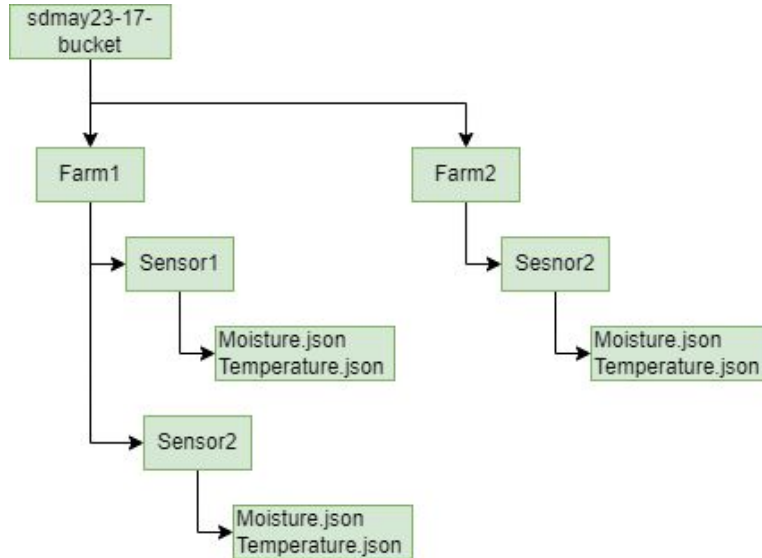 sdmay23-17-
bucket
Farm1
Farm2
Sensor1
Sesnor2
Moisture.json
Temperature.json
Moisture.json
Temperature.json
Sensor2
Moisture.json
Temperature.json